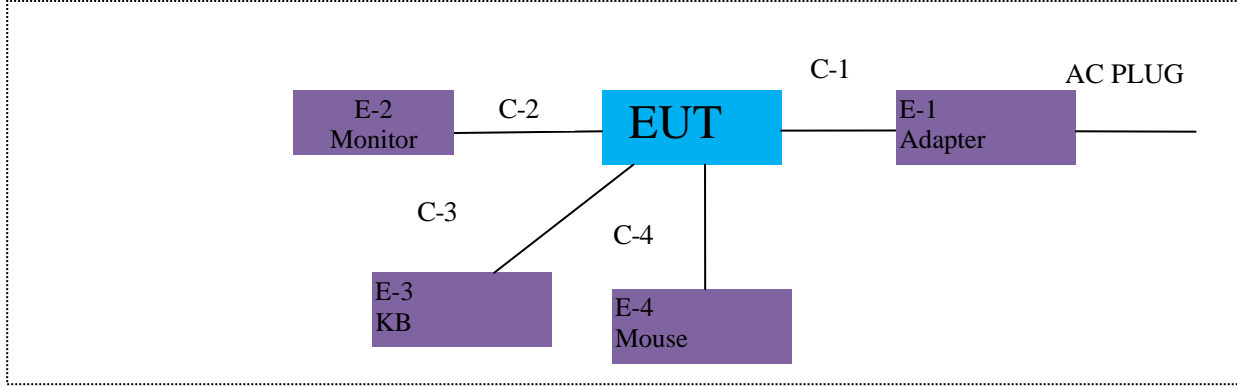 C-1
AC PLUG
E-2
Monitor
C-2
EUT
E-1
Adapter
C-3
C-4
E-3
KB
E-4
Mouse